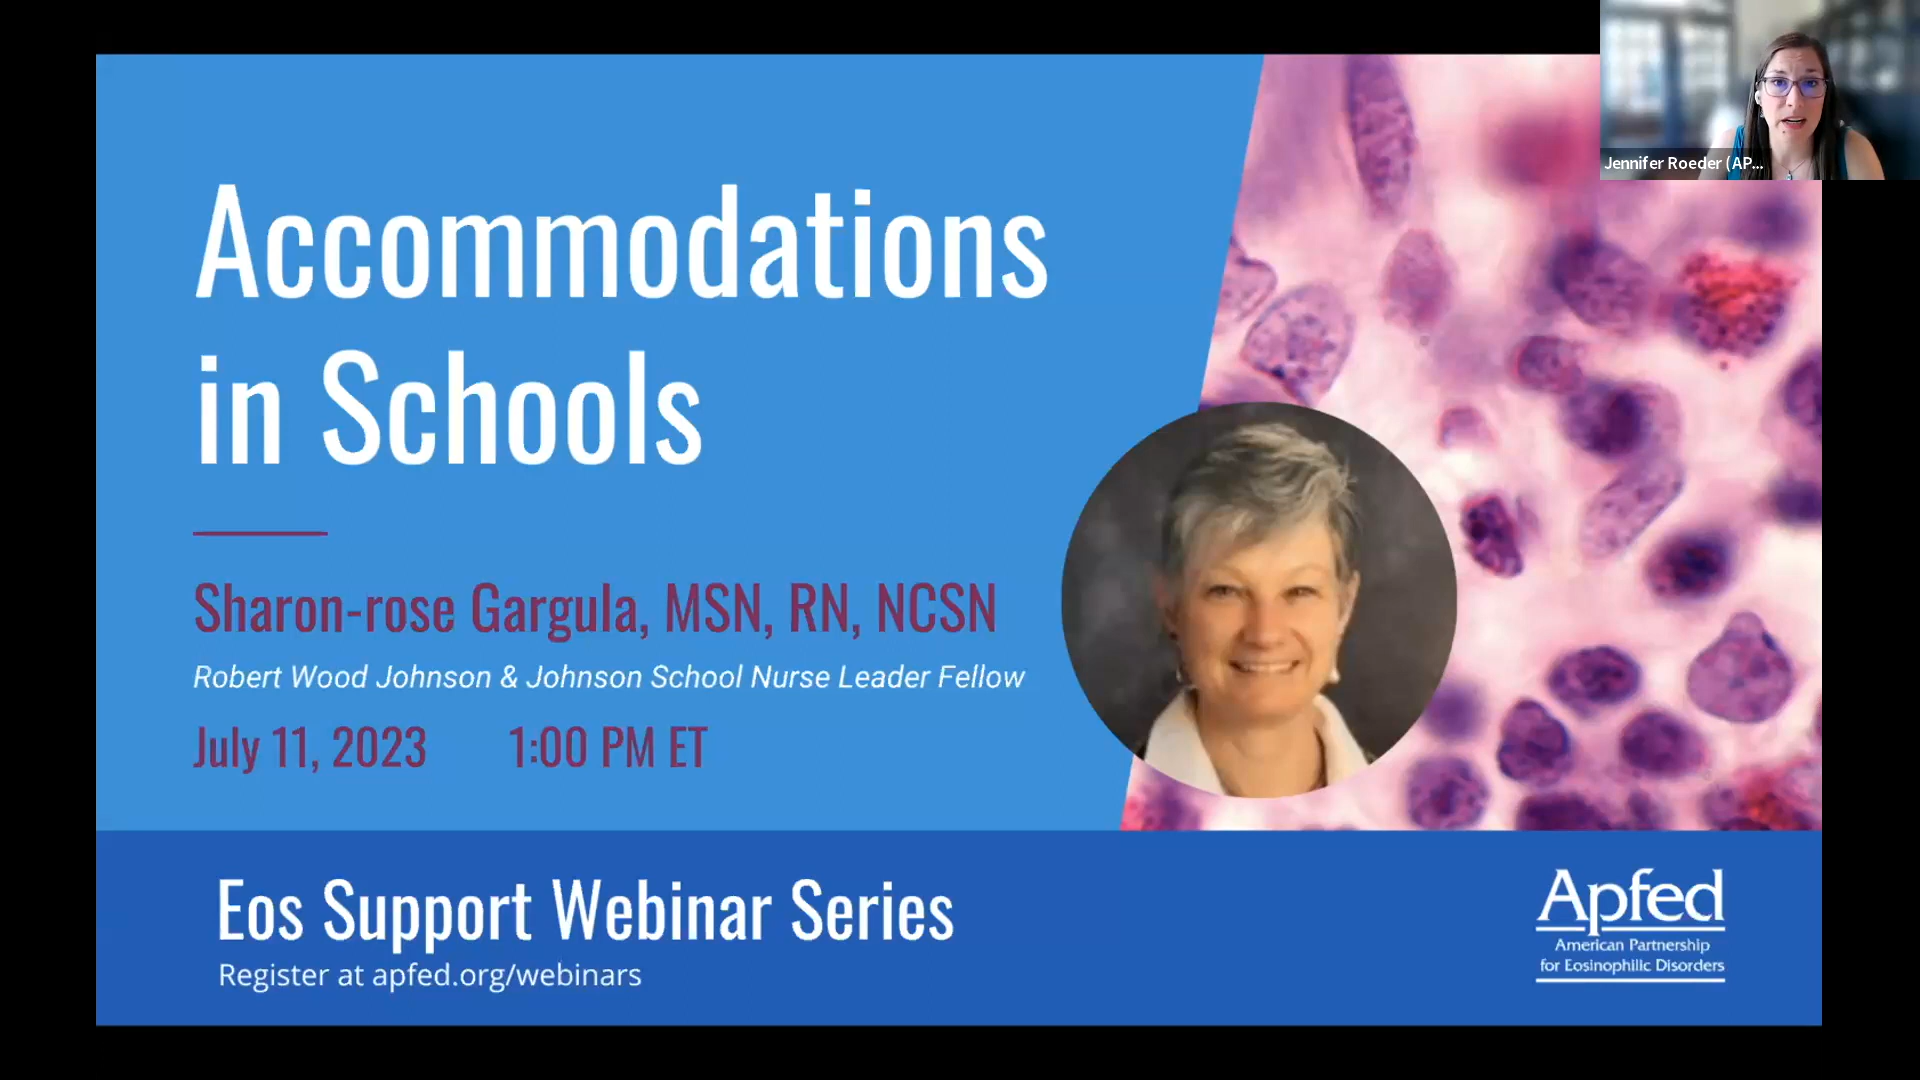 Jennifer Roeder (AP...
Accommodations
in Schools
Sharon-rose Gargula, MSN, RN, NCSN
Robert Wood Johnson & Johnson School Nurse Leader Fellow
July 11, 2023 1:00 PM ET
Eos Support Webinar Series
Register at apfed.org/webinars
Apfed
American Partnership
for Eosinophilic Disorders